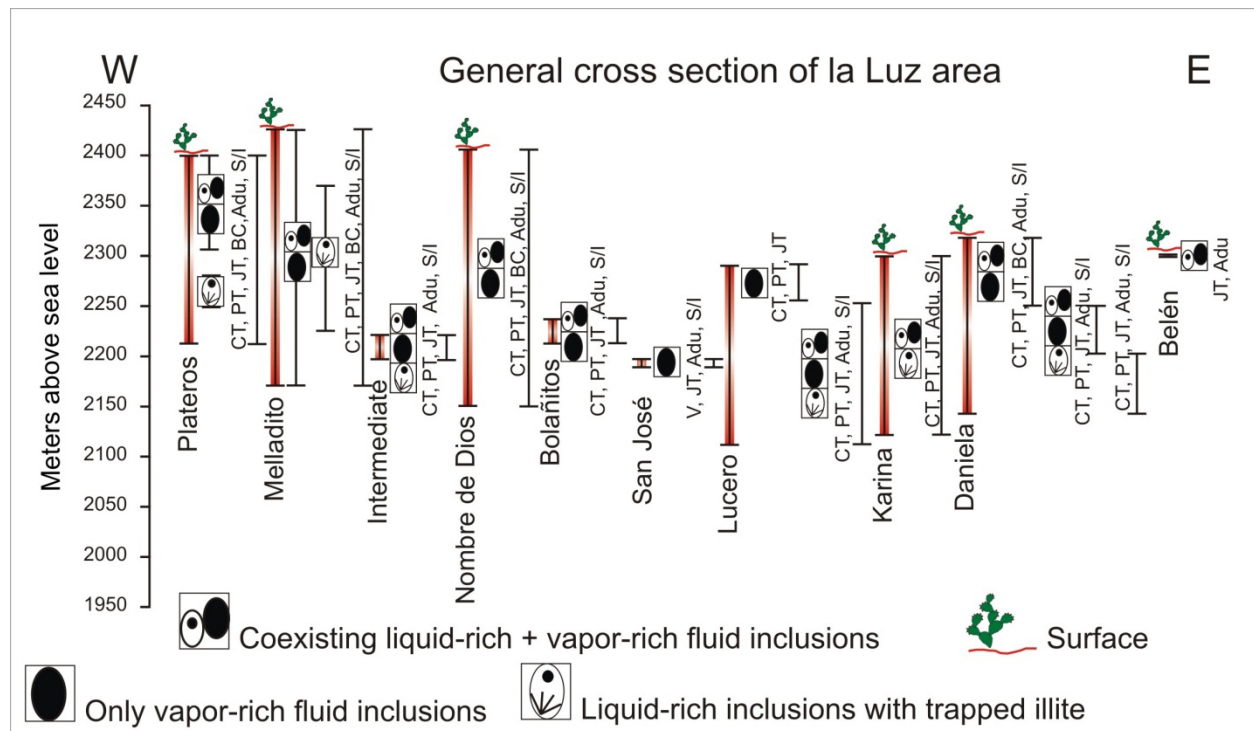 W
General cross section of la Luz area
E
Meters above sea level
2450
2400
2350
2300
2250
2200
2150
2100
2050
2000
1950
Plateros
CT, PT, JT, BC,Adu, S/I
Melladito
CT, PT, JT, BC, Adu, S/I
Intermediate
CT, PT, JT, Adu, S/I
Nombre de Dios
CT, PT, JT, BC, Adu, S/I
Bolañitos
CT, PT, JT ,Adu, S/I
San José
V, JT, Adu, S/I
Lucero
CT, PT, JT
CT, PT, JT, Adu, S/I
Karina
CT, PT, JT, Adu, S/I
Daniela
CT, PT, JT, BC, Adu, S/I
CT, PT, JT, Adu, S/I
CT, PT, JT, Adu, S/I
Belén
JT, Adu
Coexisting liquid-rich + vapor-rich fluid inclusions
Surface
Only vapor-rich fluid inclusions
Liquid-rich inclusions with trapped illite